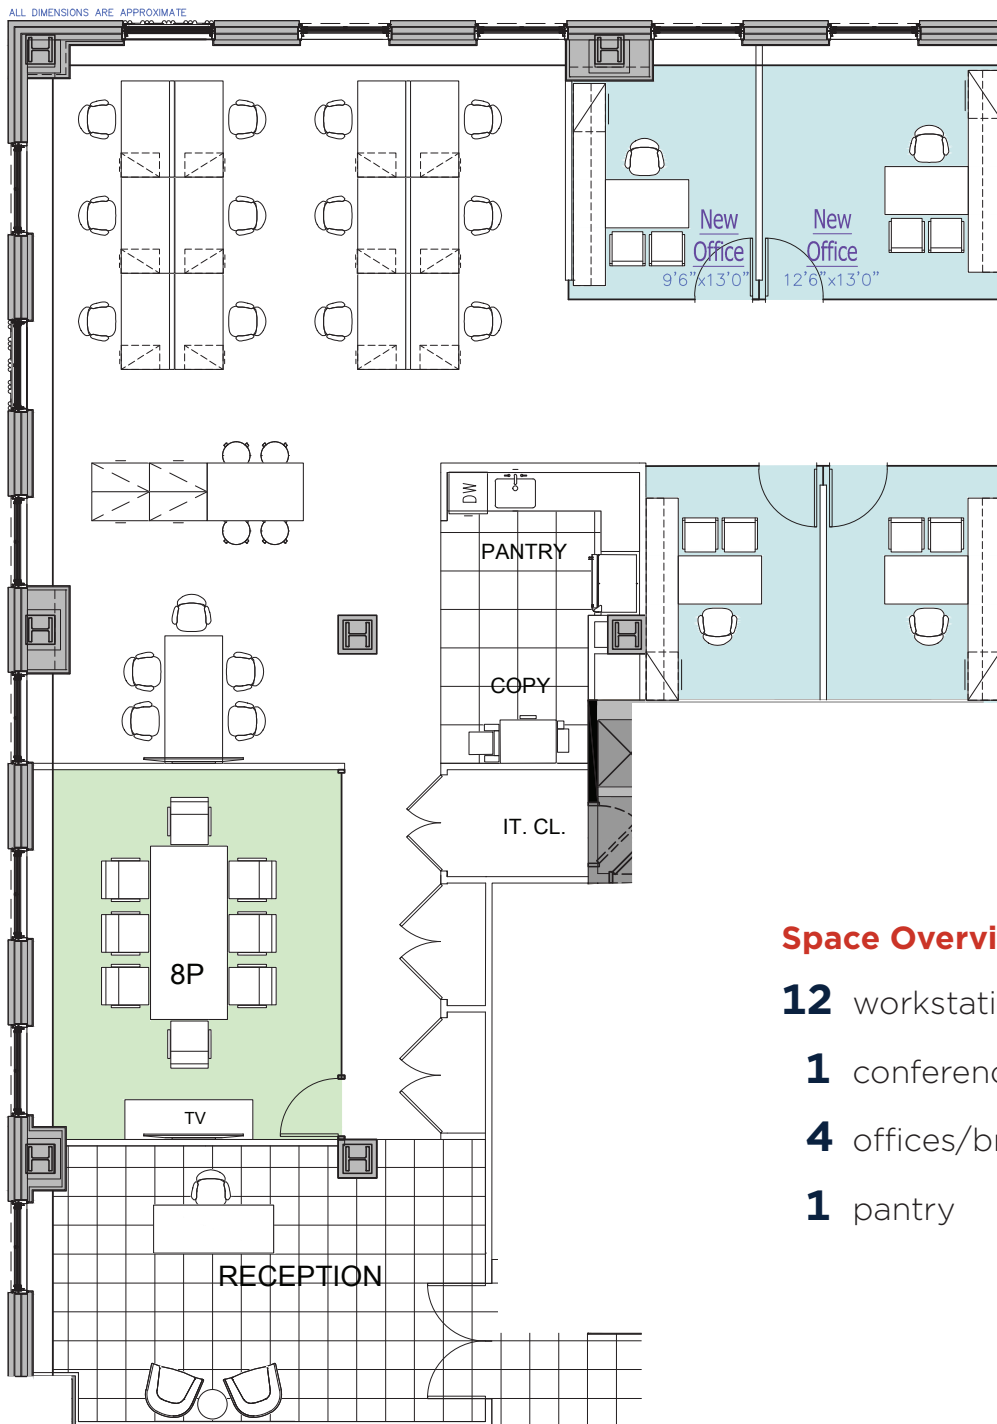 ALL DIMENSIONS ARE APPROXIMATE
New
Office
9'6"x13'0"
New
Office
12'6"x13'0"
DW
PANTRY
COPY
IT. CL.
8P
TV
RECEPTION
Space Overvi
12 workstati
1 conferenc
4 offices/br
1 pantry